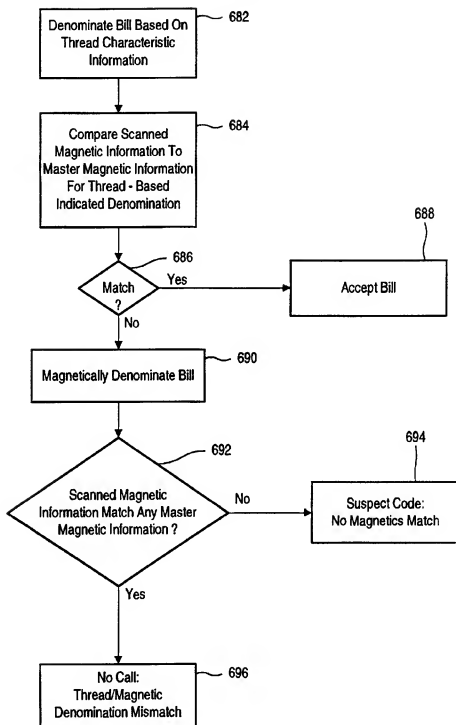 682
Denominate Bill Based On
Thread Characteristic
Information
684
Compare Scanned
Magnetic Information To
Master Magnetic Information
For Thread - Based
Indicated Denomination
686
Match
?
Yes
No
688
Accept Bill
690
Magnetically Denominate Bill
692
Scanned Magnetic
Information Match Any Master
Magnetic Information ?
No
Yes
694
Suspect Code:
No Magnetics Match
696
No Call:
Thread/Magnetic
Denomination Mismatch